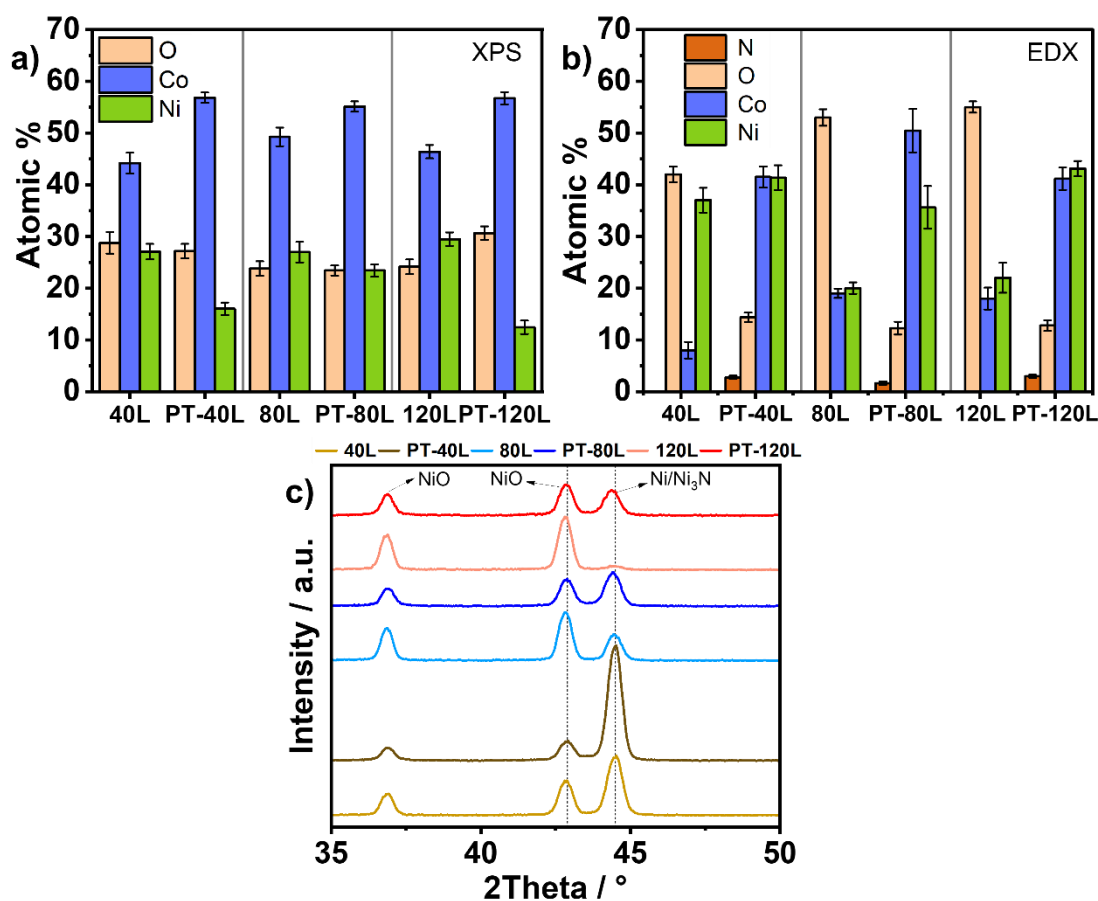 a)
XPS
O
Co
Ni
Atomic %
70
60
50
40
30
20
10
0
40L PT-40L 80L PT-80L 120L PT-120L
b)
EDX
N
O
Co
Ni
Atomic %
70
60
50
40
30
20
10
0
40L PT-40L 80L PT-80L 120L PT-120L
40L PT-40L 80L PT-80L 120L PT-120L
c)
NiO NiO Ni/Ni₃N
Intensity / a.u.
35 40 45 50
2Theta / °